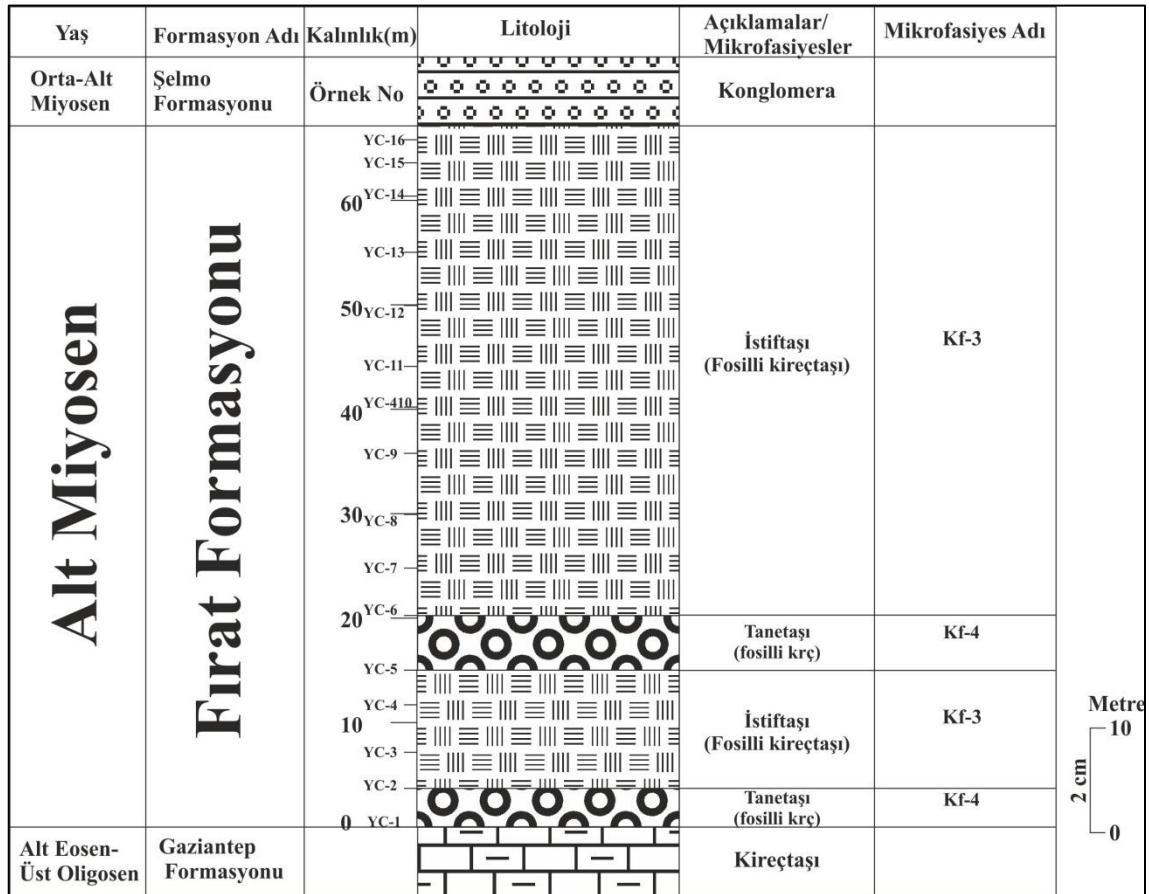 Yaş
Formasyon Adı
Kalınlık(m)
Litoloji
Açıklamalar/
Mikrofasiyesler
Mikrofasiyes Adı
Orta-Alt
Miyosen
Şelmo
Formasyonu
Örnek No
Konglomera
Alt Miyosen
Fırat Formasyonu
YC-16
YC-15
60 YC-14
YC-13
50 YC-12
YC-11
40 YC-410
YC-9
30 YC-8
YC-7
YC-6
20
YC-5
YC-4
10
YC-3
YC-2
0 YC-1
İstiftaşı
(Fosilli kireçtaşı)
Kf-3
Tanetaşı
(fosilli krç)
Kf-4
İstiftaşı
(Fosilli kireçtaşı)
Kf-3
Tanetaşı
(fosilli krç)
Kf-4
Alt Eosen-
Üst Oligosen
Gaziantep
Formasyonu
Kireçtaşı
Metre
10
2 cm
0